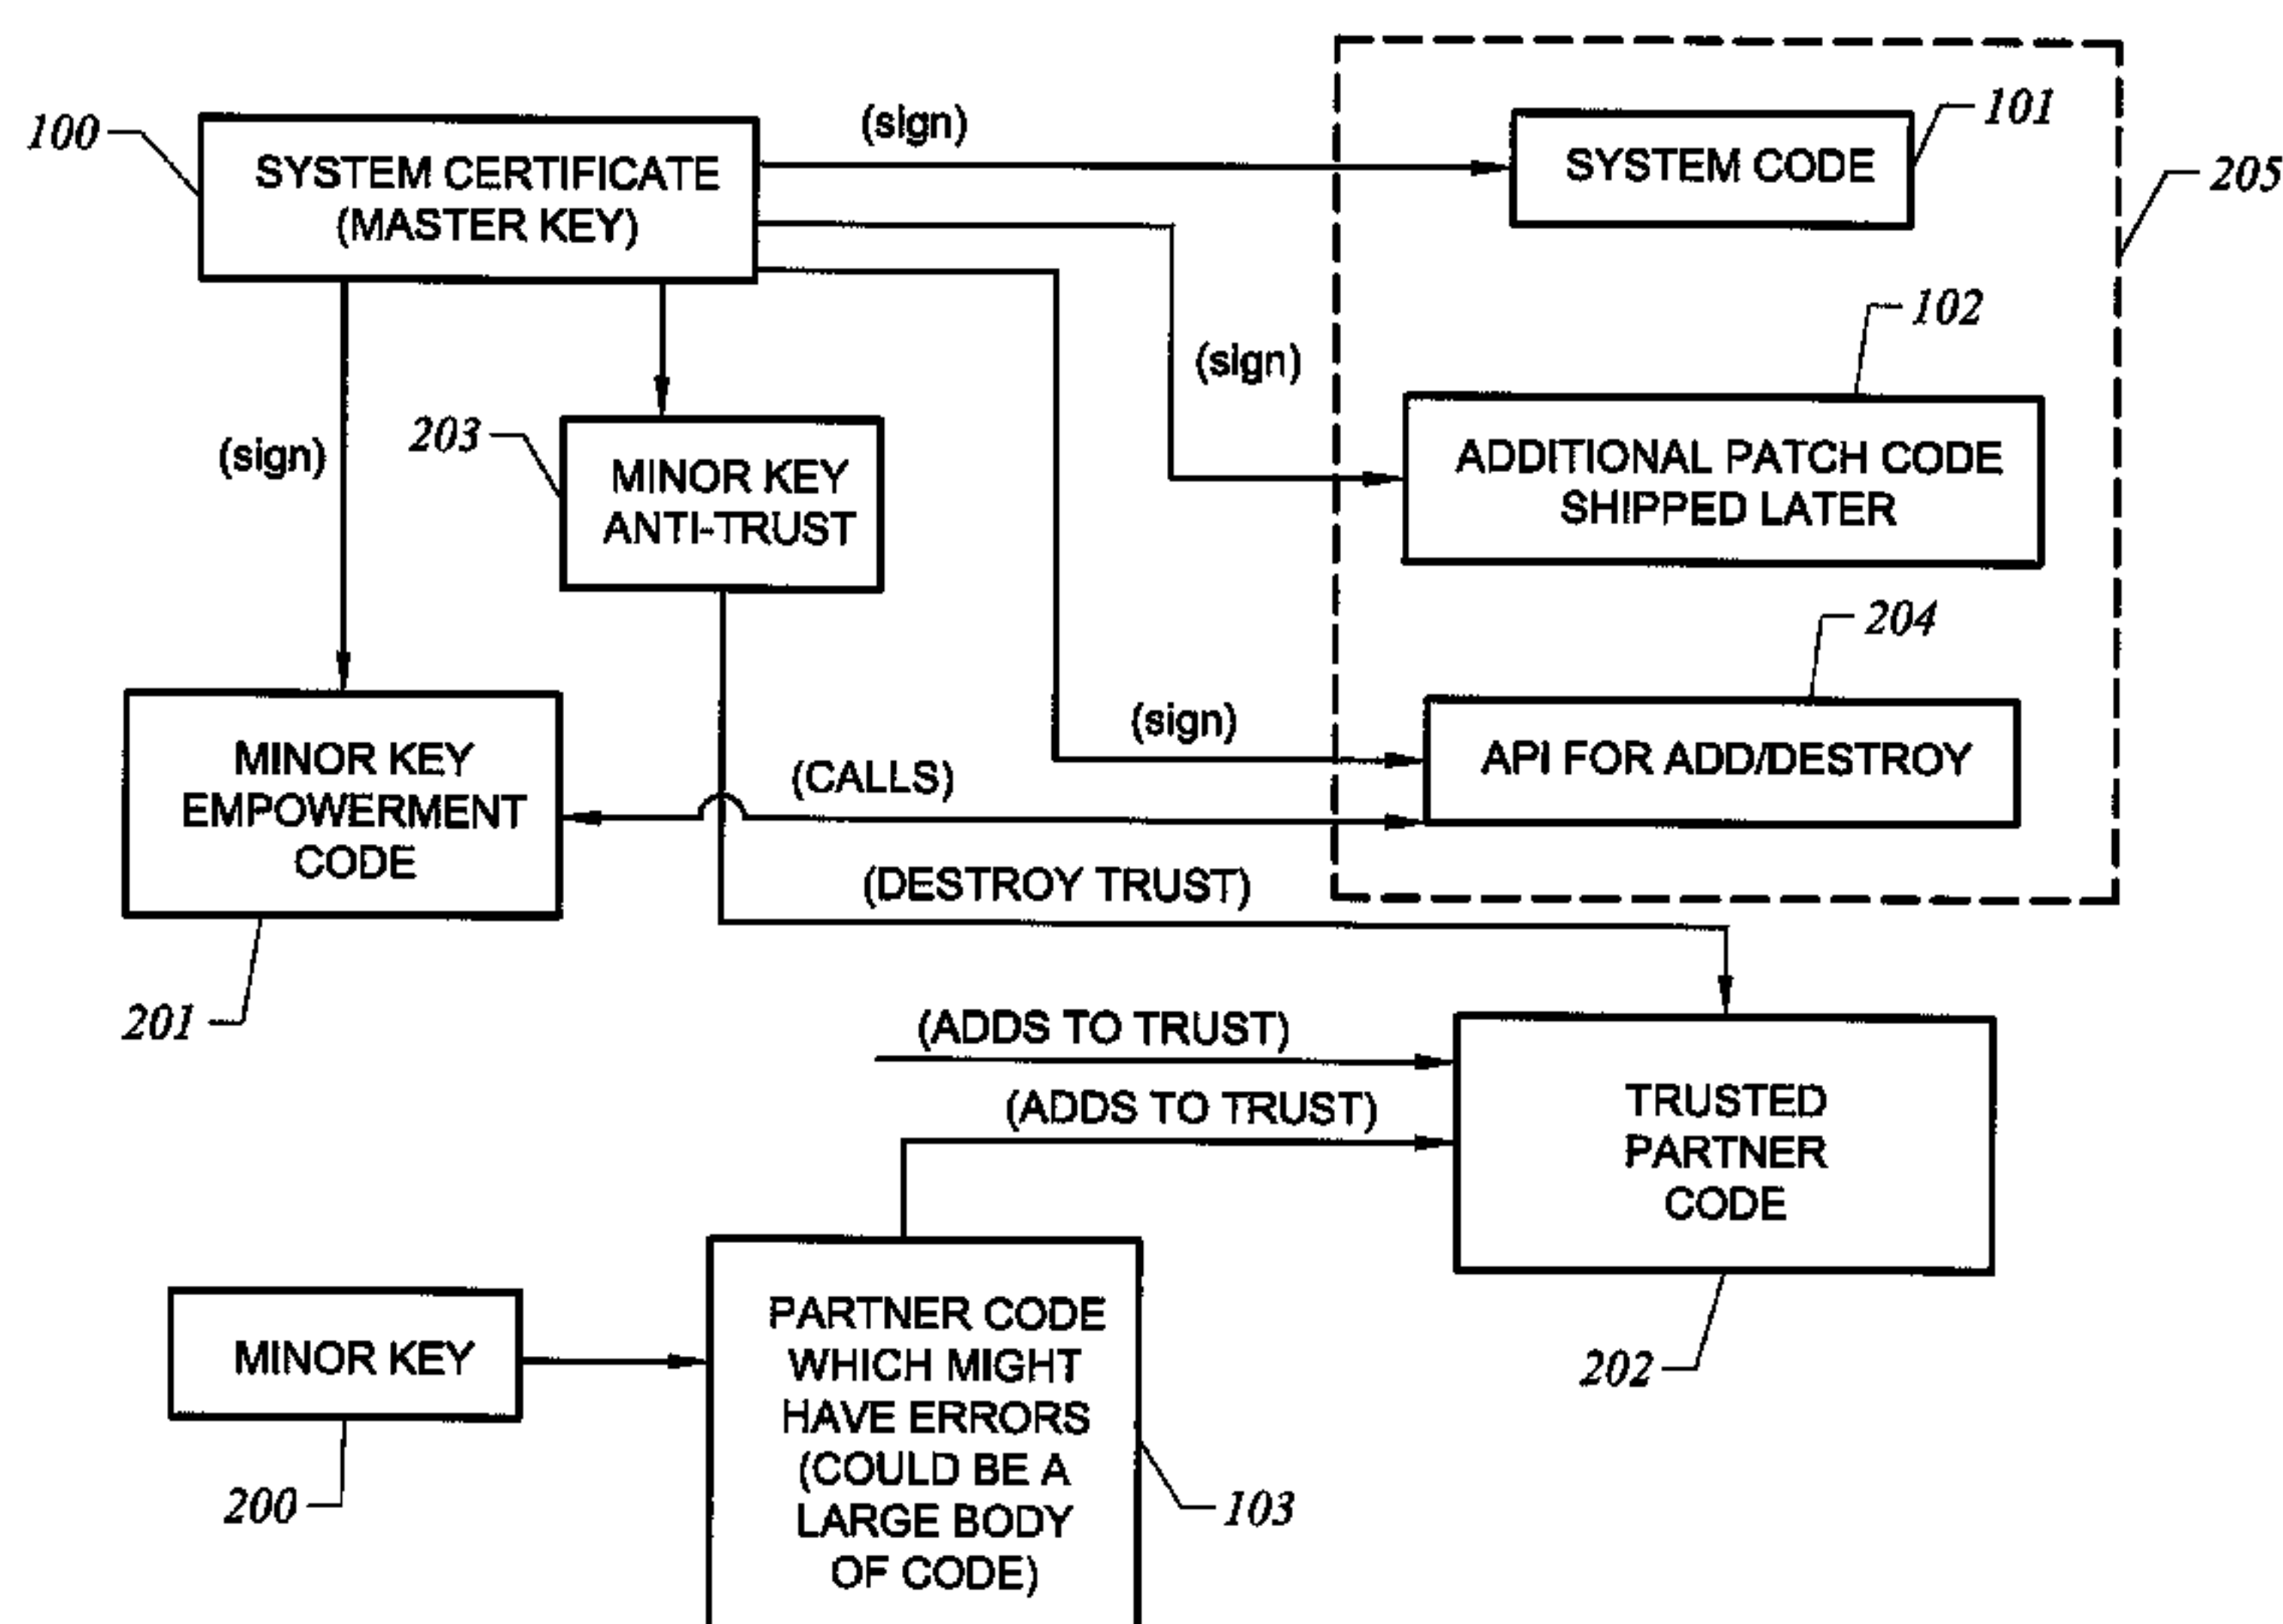 100
SYSTEM CERTIFICATE
(MASTER KEY)
(sign)
SYSTEM CODE
101
205
102
(sign)
ADDITIONAL PATCH CODE
SHIPPED LATER
203
MINOR KEY
ANTI-TRUST
(sign)
204
(sign)
API FOR ADD/DESTROY
MINOR KEY
EMPOWERMENT
CODE
(CALLS)
(DESTROY TRUST)
201
(ADDS TO TRUST)
(ADDS TO TRUST)
TRUSTED
PARTNER
CODE
202
MINOR KEY
200
PARTNER CODE
WHICH MIGHT
HAVE ERRORS
(COULD BE A
LARGE BODY
OF CODE)
103